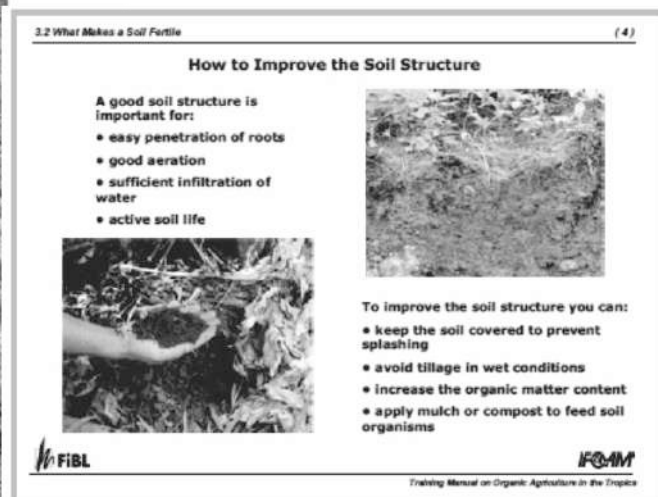 3.2 What Makes a Soil Fertile
(4)
How to Improve the Soil Structure
A good soil structure is
important for:
• easy penetration of roots
• good aeration
• sufficient infiltration of
water
• active soil life
To improve the soil structure you can:
• keep the soil covered to prevent
splashing
• avoid tillage in wet conditions
• increase the organic matter content
• apply mulch or compost to feed soil
organisms
FiBL
IFOAM
Training Manual on Organic Agriculture in the Tropics